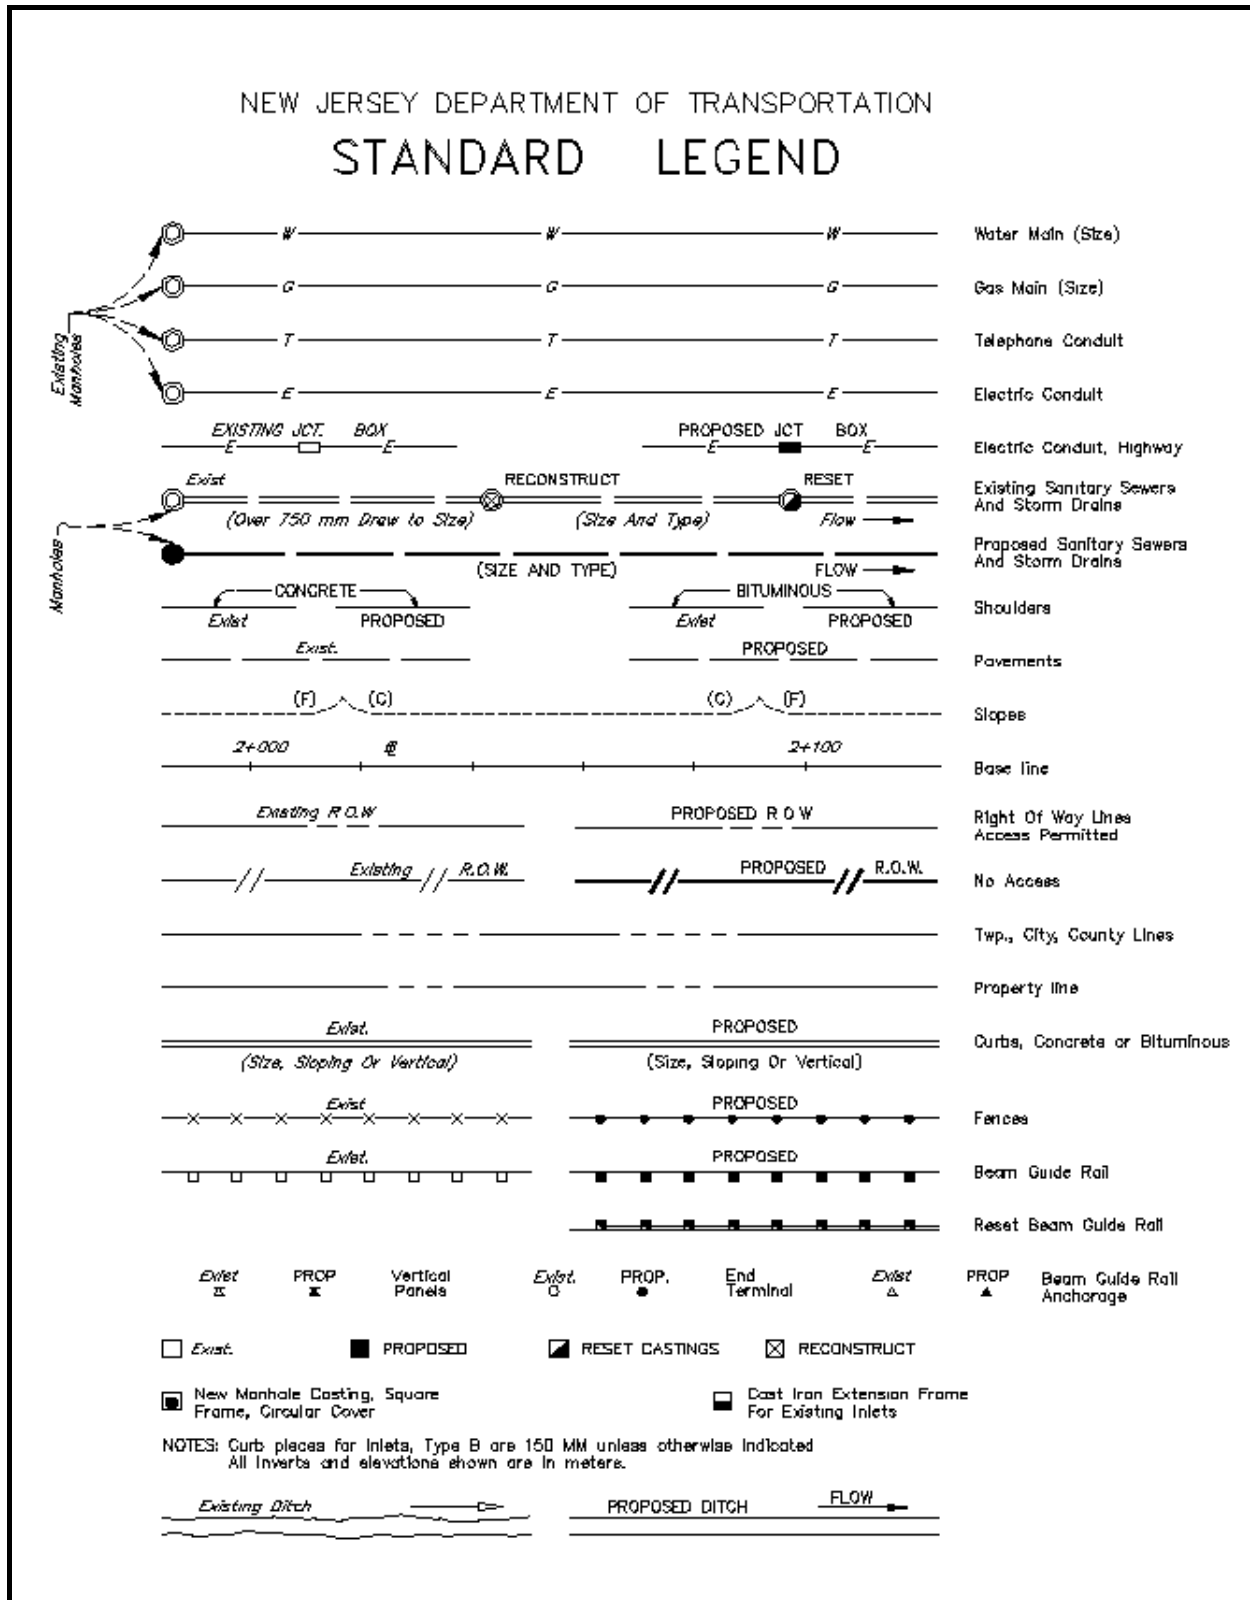 NEW JERSEY DEPARTMENT OF TRANSPORTATION
STANDARD LEGEND
W W W Water Main (Size)
G G G Gas Main (Size)
T T T Telephone Conduit
E E E Electric Conduit
Existing
Manholes
EXISTING JCT. BOX PROPOSED JCT BOX
E E E E Electric Conduit, Highway
Exist RECONSTRUCT RESET Existing Sanitary Sewers
And Storm Drains
(Over 750 mm Draw to Size) (Size And Type) Flow
Manholes
Proposed Sanitary Sewers
And Storm Drains
(SIZE AND TYPE) FLOW
CONCRETE BITUMINOUS
Shoulders
Exist PROPOSED Exist PROPOSED
Exist. PROPOSED
Pavements
(F) (C) (C) (F)
Slopes
2+000 2+100
Base line
Existing R.O.W PROPOSED R O W Right Of Way Lines
Access Permitted
Existing R.O.W. PROPOSED R.O.W.
No Access
Twp., City, County Lines
Property line
Exist. PROPOSED
Curbs, Concrete or Bituminous
(Size, Sloping Or Vertical) (Size, Sloping Or Vertical)
Exist PROPOSED
Fences
Exist. PROPOSED
Beam Guide Rail
Reset Beam Guide Rail
Exist PROP Vertical Exist. PROP. End Exist PROP Beam Guide Rail
Panels Terminal Anchorage
Exist. PROPOSED RESET CASTINGS RECONSTRUCT
New Manhole Casting, Square Cast Iron Extension Frame
Frame, Circular Cover For Existing Inlets
NOTES: Curb pieces for Inlets, Type B are 150 MM unless otherwise indicated
All inverts and elevations shown are in meters.
Existing Ditch PROPOSED DITCH FLOW